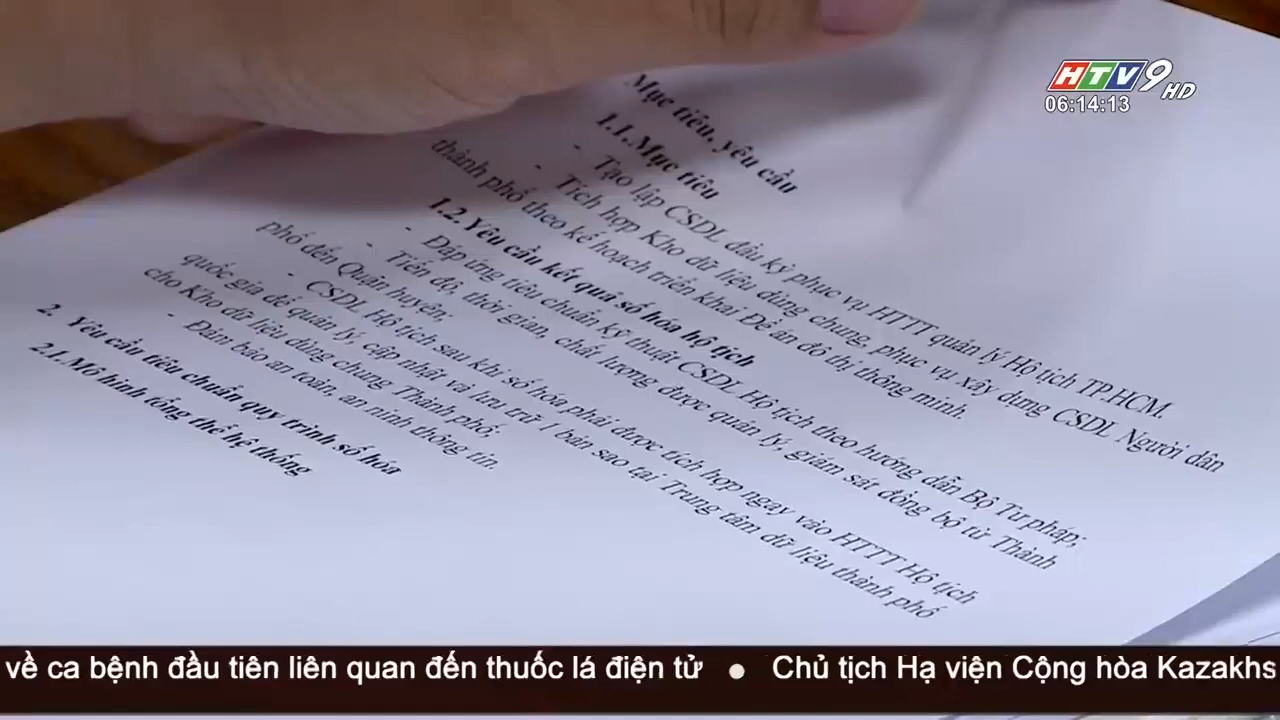 HTV9 HD
06:14:13
Mục tiêu, yêu cầu
1.1.Mục tiêu
- Tạo lập CSDL đầu kỳ phục vụ HTTT quản lý Hộ tịch TP.HCM.
- Tích hợp Kho dữ liệu dùng chung, phục vụ xây dựng CSDL Người dân
thành phố theo kế hoạch triển khai Đề án đô thị thông minh.
1.2.Yêu cầu kết quả số hóa hộ tịch
- Đáp ứng tiêu chuẩn kỹ thuật CSDL Hộ tịch theo hướng dẫn Bộ Tư pháp;
- Tiến độ, thời gian, chất lượng được quản lý, giám sát đồng bộ từ Thành
phố đến Quận huyện;
- CSDL Hộ tịch sau khi số hóa phải được tích hợp ngay vào HTTT Hộ tịch
quốc gia để quản lý, cập nhật và lưu trữ 1 bản sao tại Trung tâm dữ liệu thành phố
cho Kho dữ liệu dùng chung Thành phố.
- Đảm bảo an toàn, an ninh thông tin.
2. Yêu cầu tiêu chuẩn quy trình số hóa
2.1.Mô hình tổng thể hệ thống
về ca bệnh đầu tiên liên quan đến thuốc lá điện tử ● Chủ tịch Hạ viện Cộng hòa Kazakhs